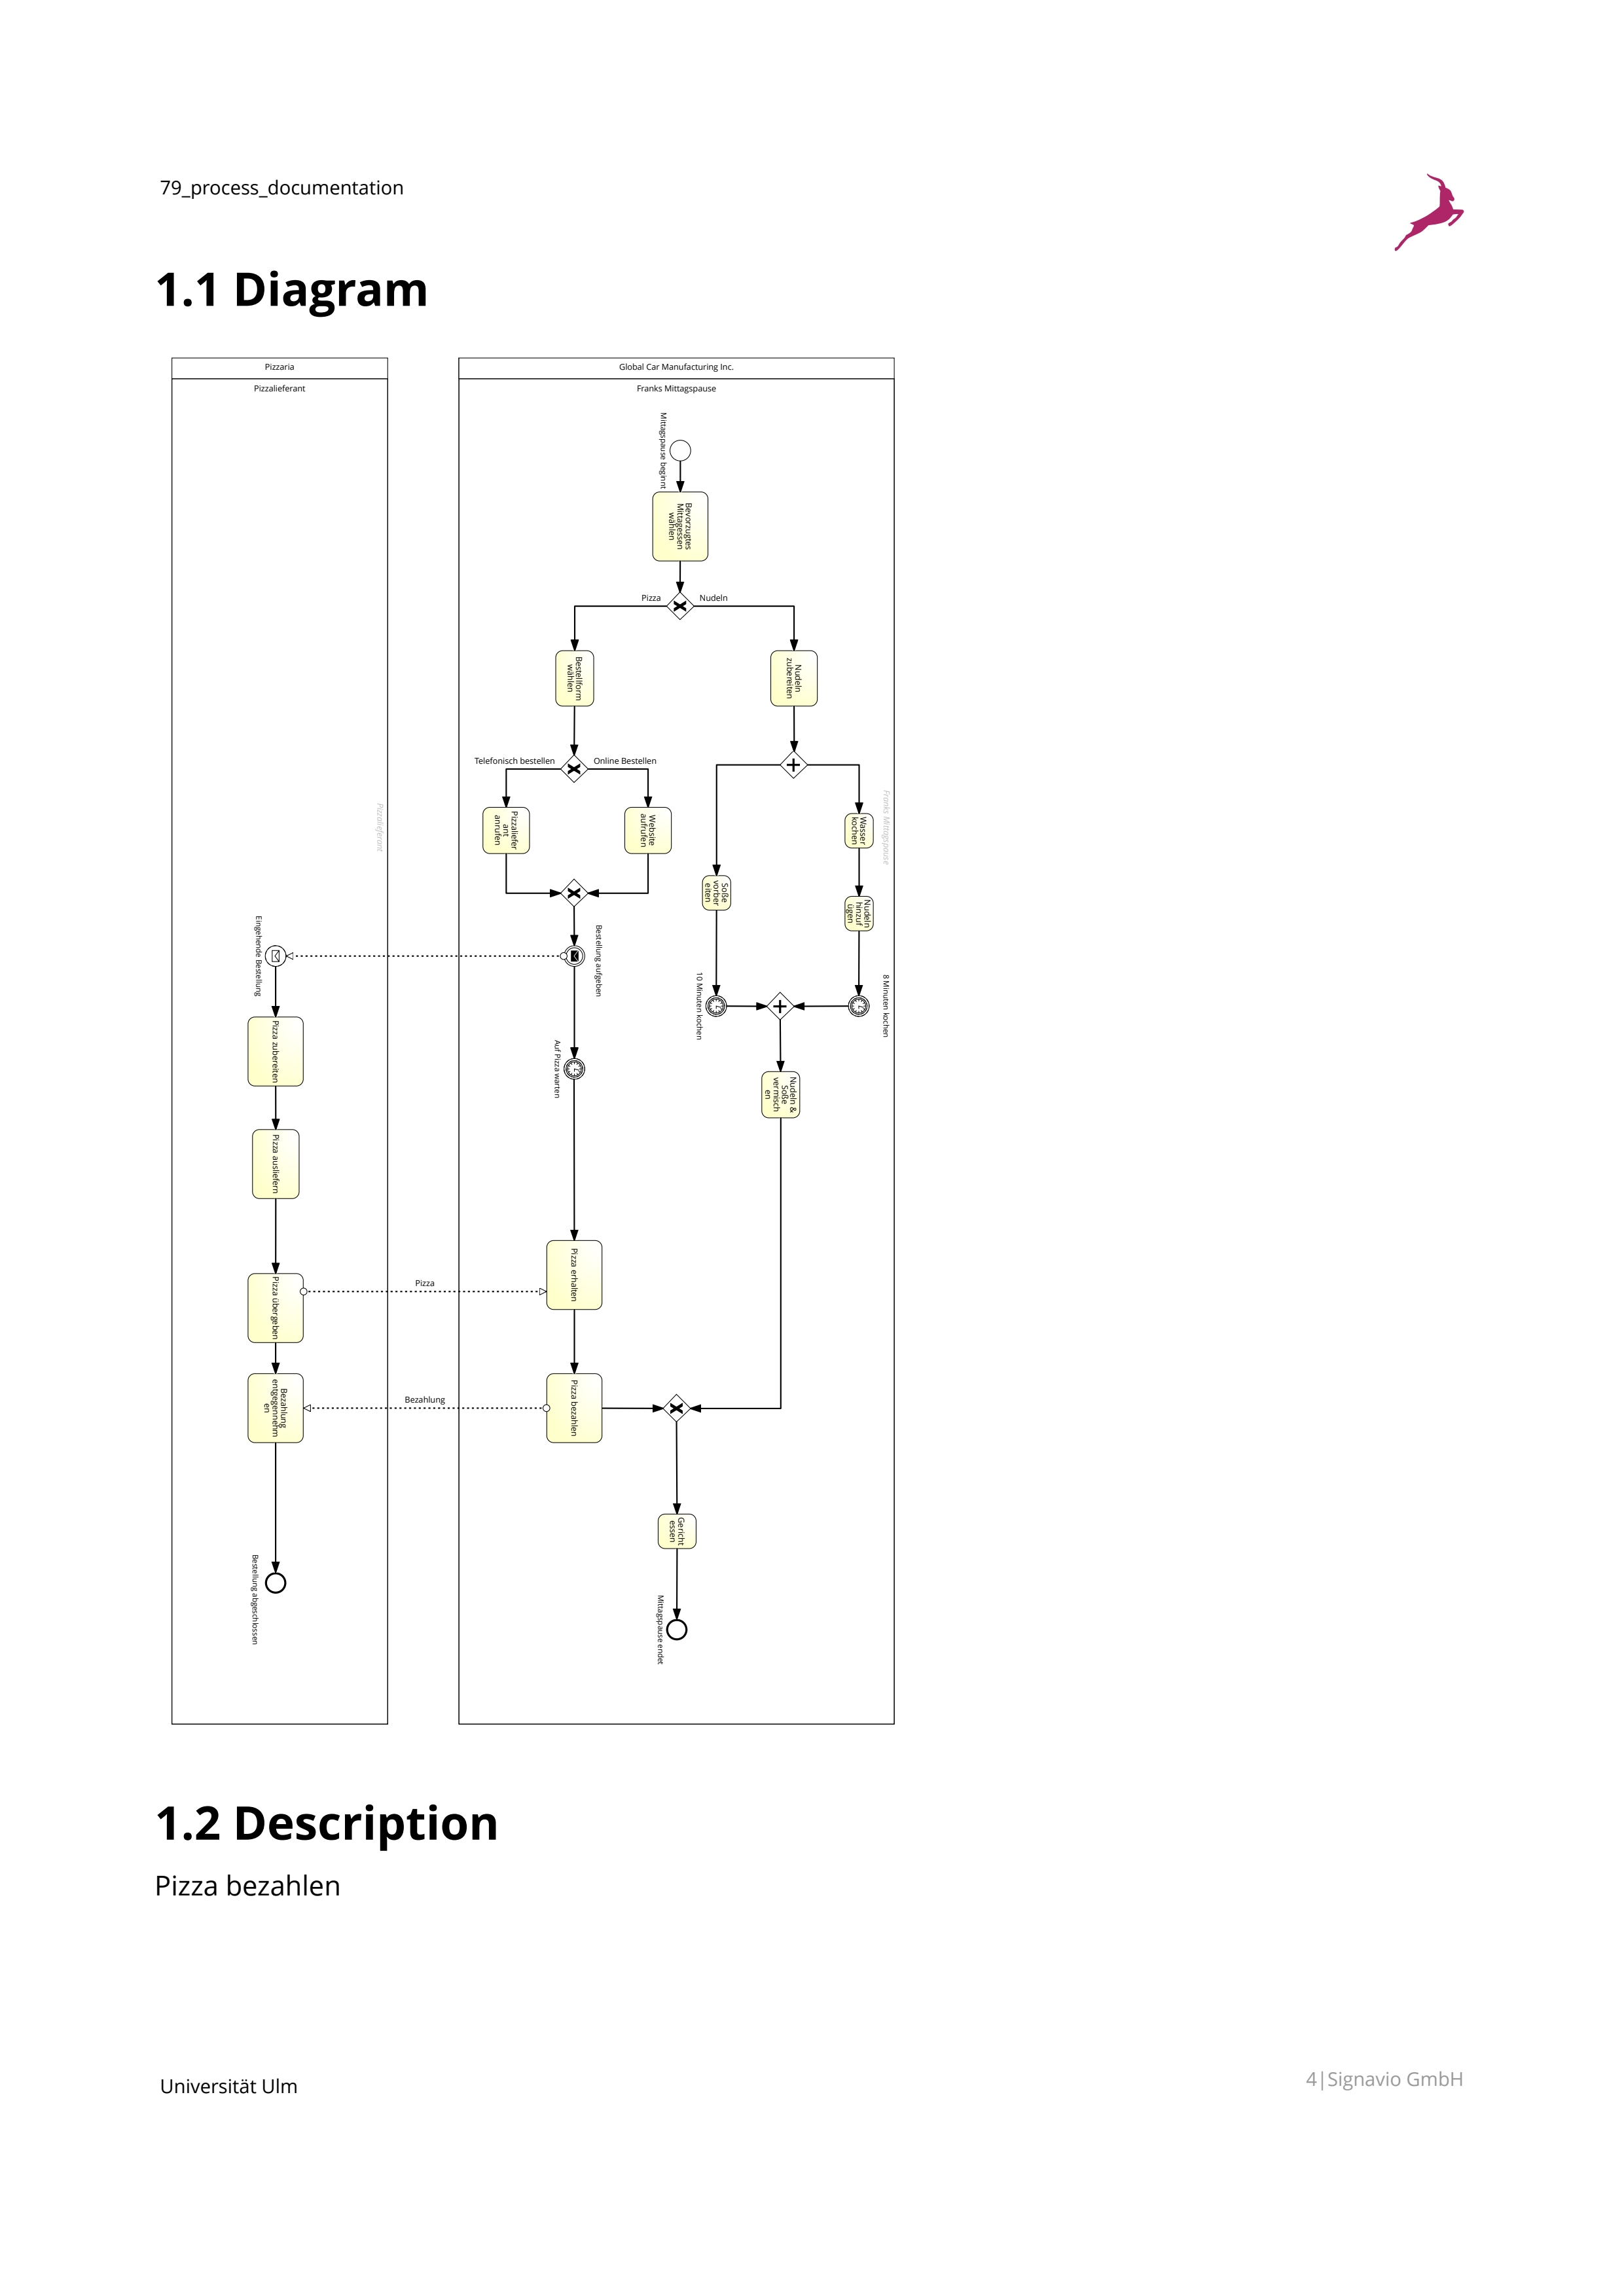 79_process_documentation
1.1 Diagram
Pizzaria
Global Car Manufacturing Inc.
Pizzalieferant
Franks Mittagspause
Mittagspause beginnt
Bevorzugtes
Mittagessen
wählen
Pizza
Nudeln
Bestellform
wählen
Nudeln
zubereiten
Telefonisch bestellen
Online Bestellen
Pizzalieferant
Franks Mittagspause
Pizzaliefer
ant
anrufen
Website
aufrufen
Wasser
kochen
Soße
vorber
eiten
Nudeln
hinzuf
ügen
Eingehende Bestellung
Bestellung aufgeben
10 Minuten kochen
8 Minuten kochen
Pizza zubereiten
Auf Pizza warten
Nudeln &
Soße
vermisch
en
Pizza ausliefern
Pizza übergeben
Pizza
Pizza erhalten
Bezahlung
entgegennehm
en
Bezahlung
Pizza bezahlen
Gericht
essen
Bestellung abgeschlossen
Mittagspause endet
1.2 Description
Pizza bezahlen
Universität Ulm
4|Signavio GmbH